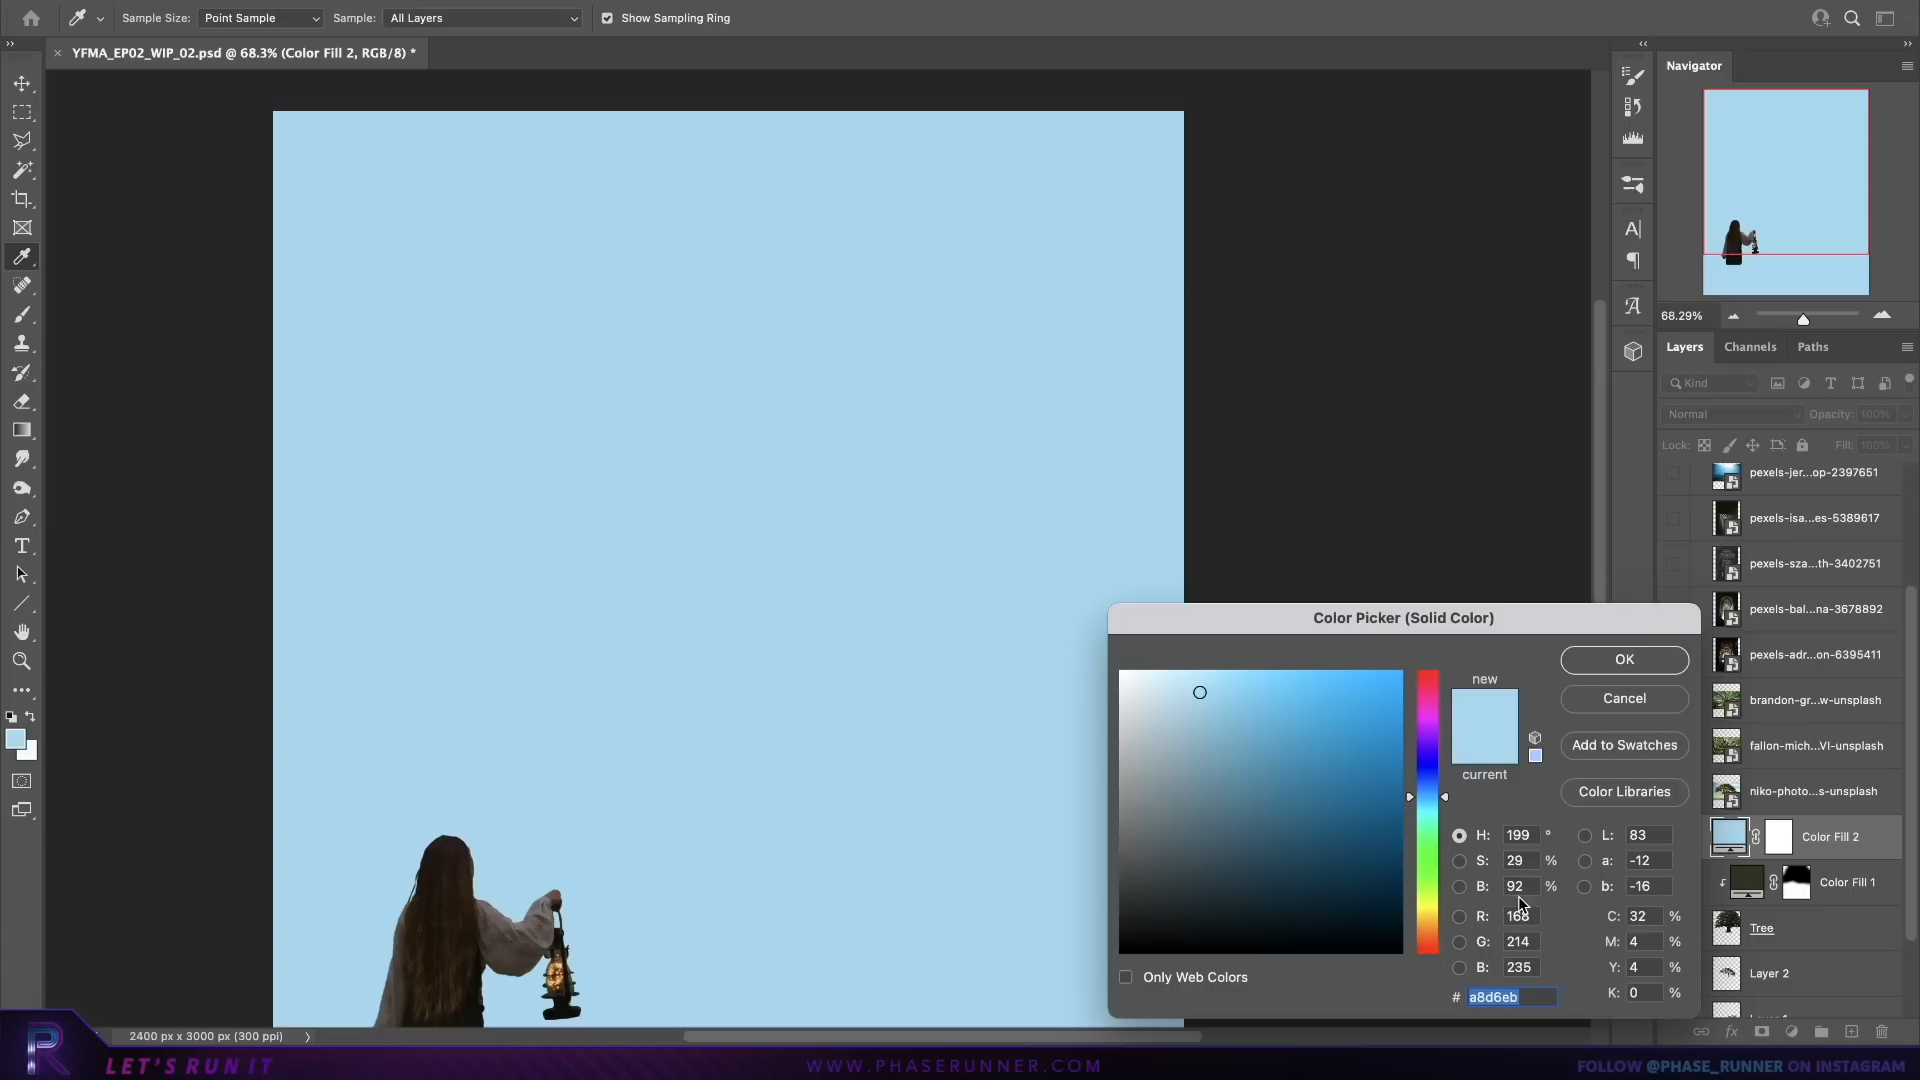 Sample Size: Point Sample
Sample: All Layers
Show Sampling Ring
YFMA_EP02_WIP_02.psd @ 68.3% (Color Fill 2, RGB/8) *
Navigator
68.29%
Layers Channels Paths
Kind
Normal Opacity: 100%
Lock: Fill: 100%
pexels-jer...op-2397651
pexels-isa...es-5389617
pexels-sza...th-3402751
pexels-bal...na-3678892
pexels-adr...on-6395411
brandon-gr...w-unsplash
fallon-mich...VI-unsplash
niko-photo...s-unsplash
Color Fill 2
Color Fill 1
Tree
Layer 2
Color Picker (Solid Color)
new
current
OK
Cancel
Add to Swatches
Color Libraries
H: 199 °
S: 29 %
B: 92 %
R: 168
G: 214
B: 235
# a8d6eb
L: 83
a: -12
b: -16
C: 32 %
M: 4 %
Y: 4 %
K: 0 %
Only Web Colors
2400 px x 3000 px (300 ppi)
LET'S RUN IT
WWW.PHASERUNNER.COM
FOLLOW @PHASE_RUNNER ON INSTAGRAM